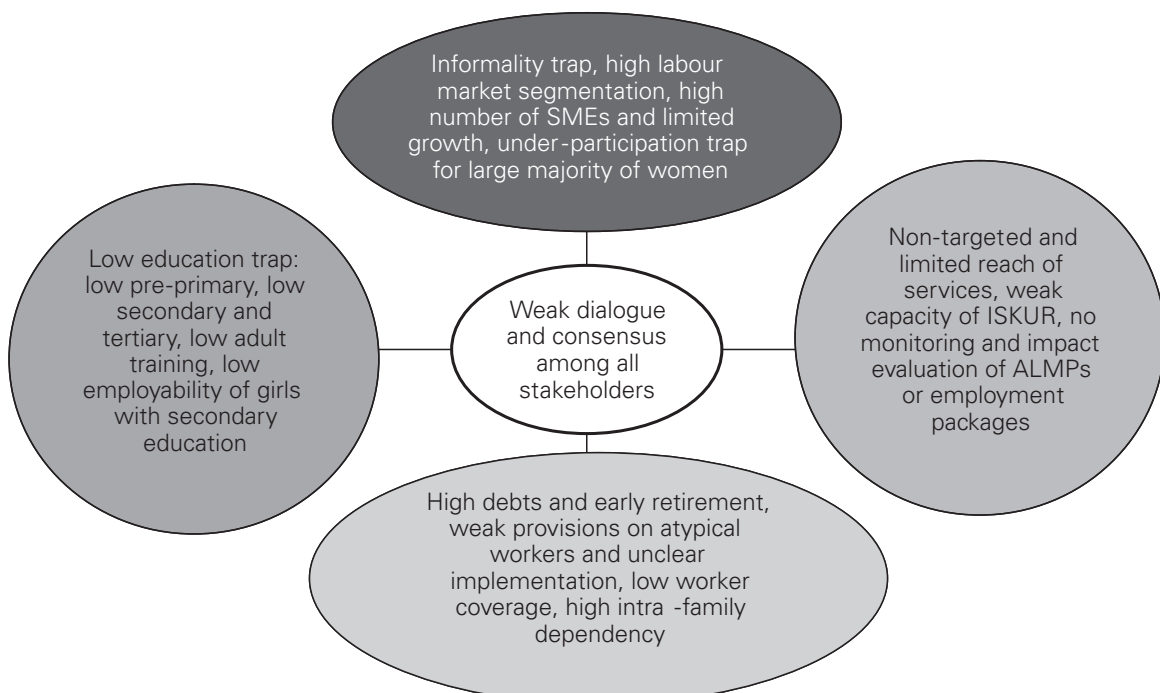 Informality trap, high labour
market segmentation, high
number of SMEs and limited
growth, under-participation trap
for large majority of women
Low education trap:
low pre-primary, low
secondary and
tertiary, low adult
training, low
employability of girls
with secondary
education
Weak dialogue
and consensus
among all
stakeholders
Non-targeted and
limited reach of
services, weak
capacity of ISKUR, no
monitoring and impact
evaluation of ALMPs
or employment
packages
High debts and early retirement,
weak provisions on atypical
workers and unclear
implementation, low worker
coverage, high intra -family
dependency